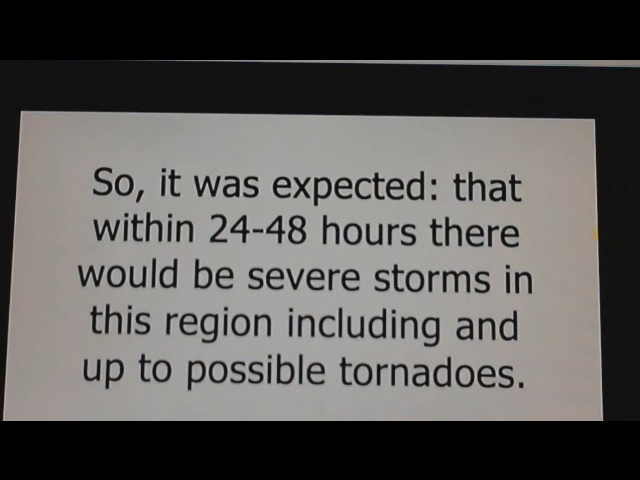 So, it was expected: that
within 24-48 hours there
would be severe storms in
this region including and
up to possible tornadoes.